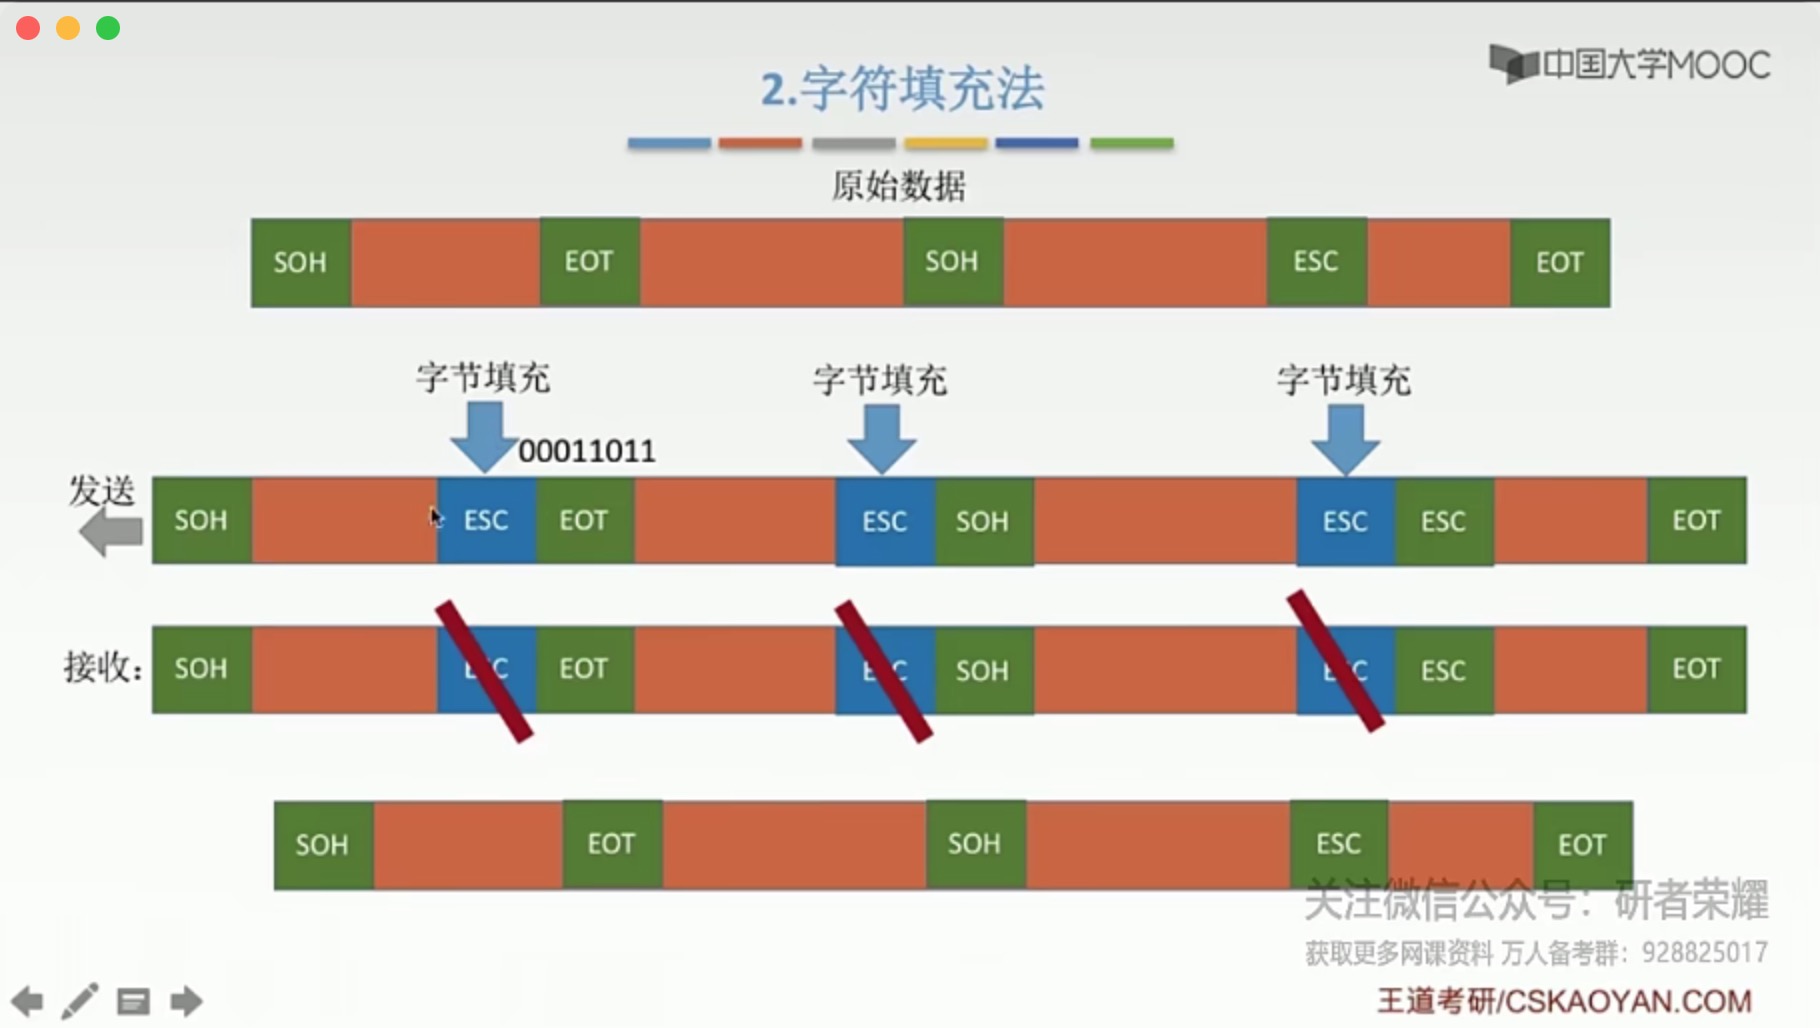 中国大学MOOC
2.字符填充法
原始数据
SOH EOT SOH ESC EOT
字节填充 字节填充 字节填充
00011011
发送
SOH ESC EOT ESC SOH ESC ESC EOT
接收：
SOH ESC EOT ESC SOH ESC ESC EOT
SOH EOT SOH ESC EOT
关注微信公众号：研者荣耀
获取更多网课资料 万人备考群：928825017
王道考研/CSKAOYAN.COM